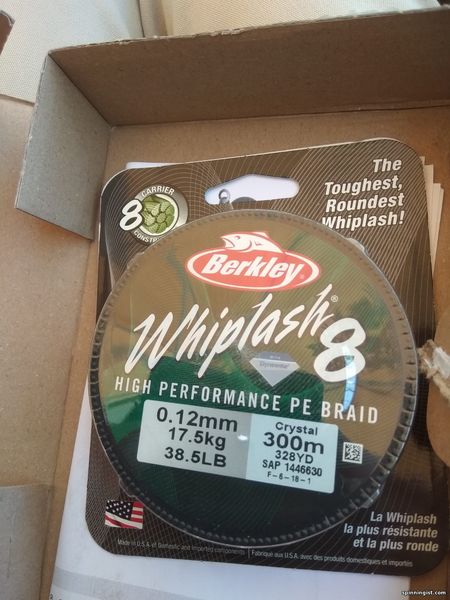 The
Toughest,
Roundest
Whiplash!
8
CARRIER
Berkley
Whiplash® 8
HIGH PERFORMANCE PE BRAID
0.12mm
17.5kg
38.5LB
Crystal
300m
328YD
SAP 1446630
F-6-18-1
La Whiplash
la plus résistante
et la plus ronde
Made in U.S.A. of Domestic and Imported components
Fabriqué aux U.S.A. avec des produits domestiques et importés
spinningist.com